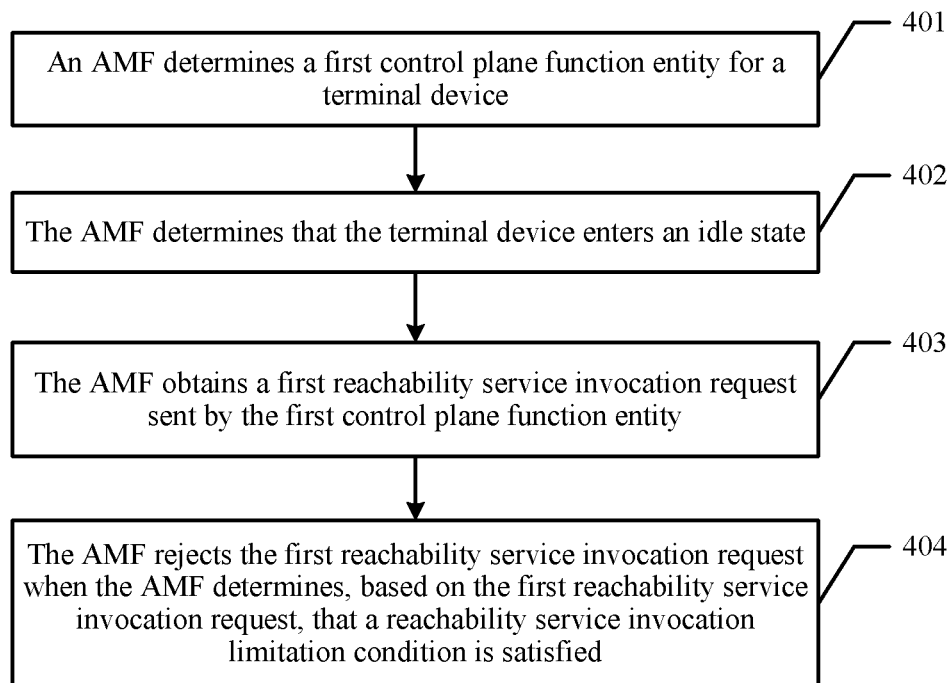 401
An AMF determines a first control plane function entity for a
terminal device
402
The AMF determines that the terminal device enters an idle state
403
The AMF obtains a first reachability service invocation request
sent by the first control plane function entity
404
The AMF rejects the first reachability service invocation request
when the AMF determines, based on the first reachability service
invocation request, that a reachability service invocation
limitation condition is satisfied